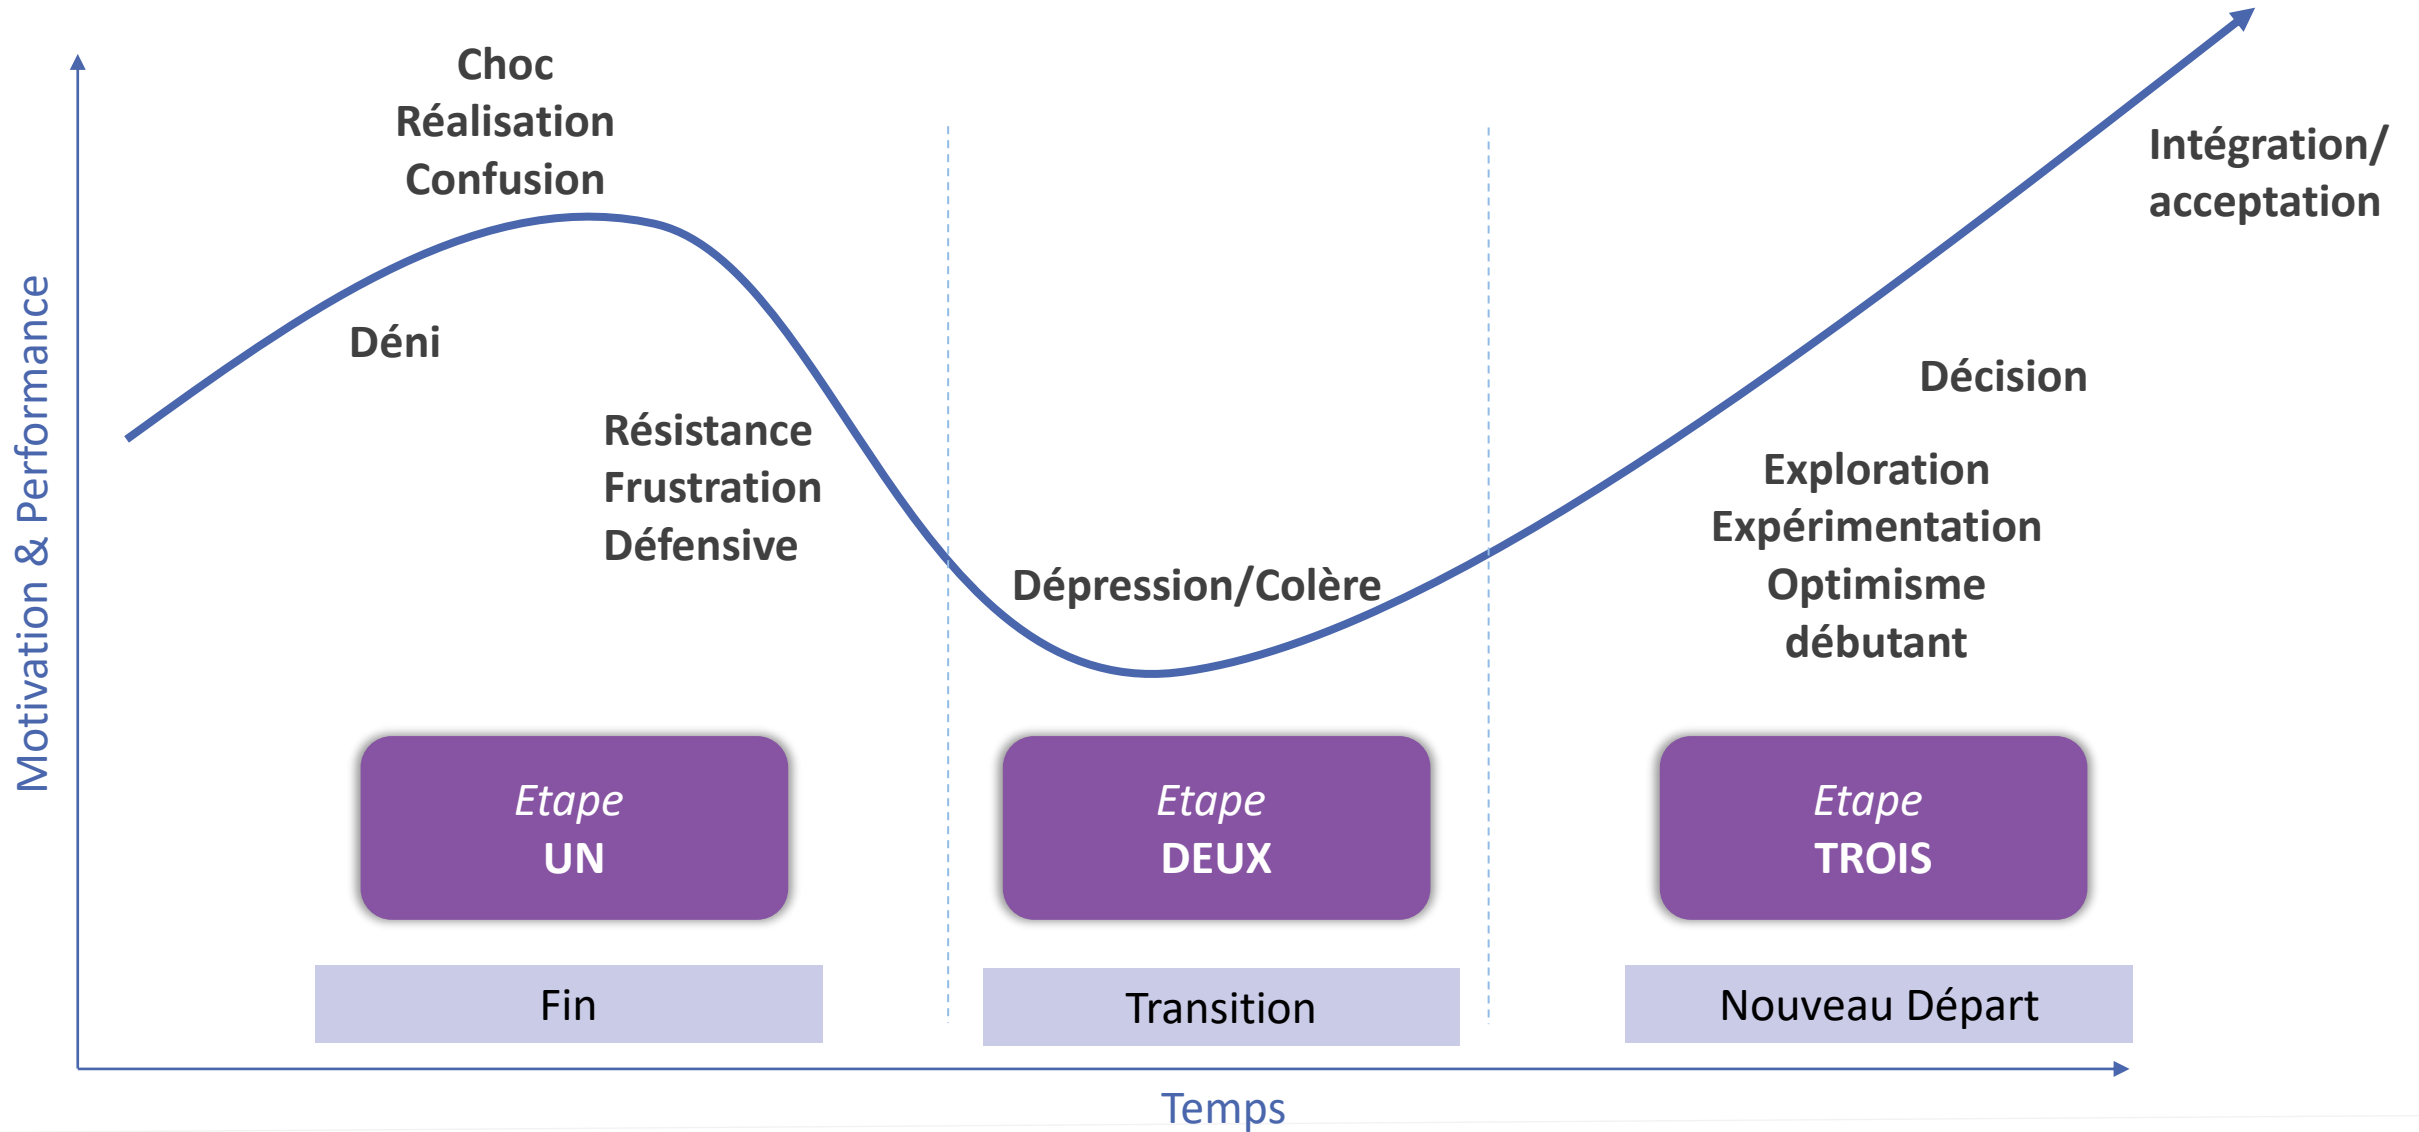 Choc
Réalisation
Confusion
Déni
Résistance
Frustration
Défensive
Dépression/Colère
Intégration/
acceptation
Décision
Exploration
Expérimentation
Optimisme
débutant
Motivation & Performance
Etape
UN
Etape
DEUX
Etape
TROIS
Fin
Transition
Nouveau Départ
Temps